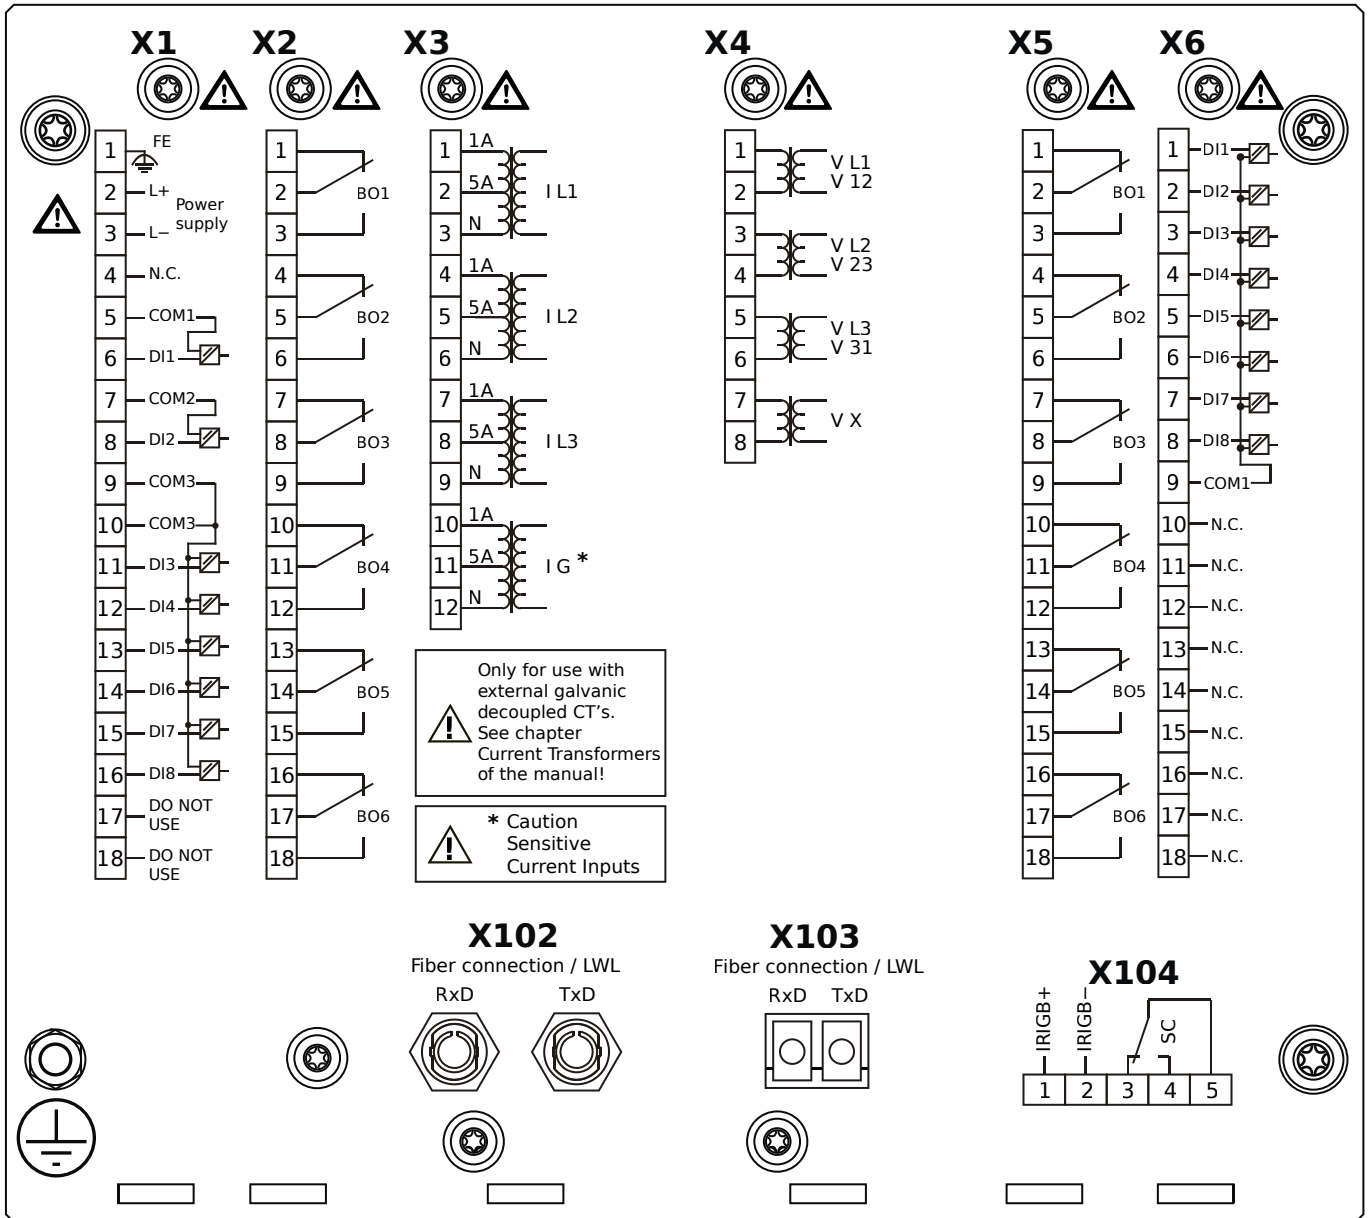 X1
X2
X3
X4
X5
X6
1 FE
2 L+
Power
supply
3 L−
4 N.C.
5 COM1
6 DI1
7 COM2
8 DI2
9 COM3
10 COM3
11 DI3
12 DI4
13 DI5
14 DI6
15 DI7
16 DI8
17 DO NOT
USE
18 DO NOT
USE
1
2 BO1
3
4
5 BO2
6
7
8 BO3
9
10
11 BO4
12
13
14 BO5
15
16
17 BO6
18
1 1A
2 5A I L1
3 N
4 1A
5 5A I L2
6 N
7 1A
8 5A I L3
9 N
10 1A
11 5A I G *
12 N
Only for use with
external galvanic
decoupled CT's.
See chapter
Current Transformers
of the manual!
* Caution
Sensitive
Current Inputs
1 V L1
2 V 12
3 V L2
4 V 23
5 V L3
6 V 31
7 V X
8
1
2 BO1
3
4
5 BO2
6
7
8 BO3
9
10
11 BO4
12
13
14 BO5
15
16
17 BO6
18
1 DI1
2 DI2
3 DI3
4 DI4
5 DI5
6 DI6
7 DI7
8 DI8
9 COM1
10 N.C.
11 N.C.
12 N.C.
13 N.C.
14 N.C.
15 N.C.
16 N.C.
17 N.C.
18 N.C.
X102
Fiber connection / LWL
RxD TxD
X103
Fiber connection / LWL
RxD TxD
X104
IRIGB+
IRIGB−
SC
1 2 3 4 5